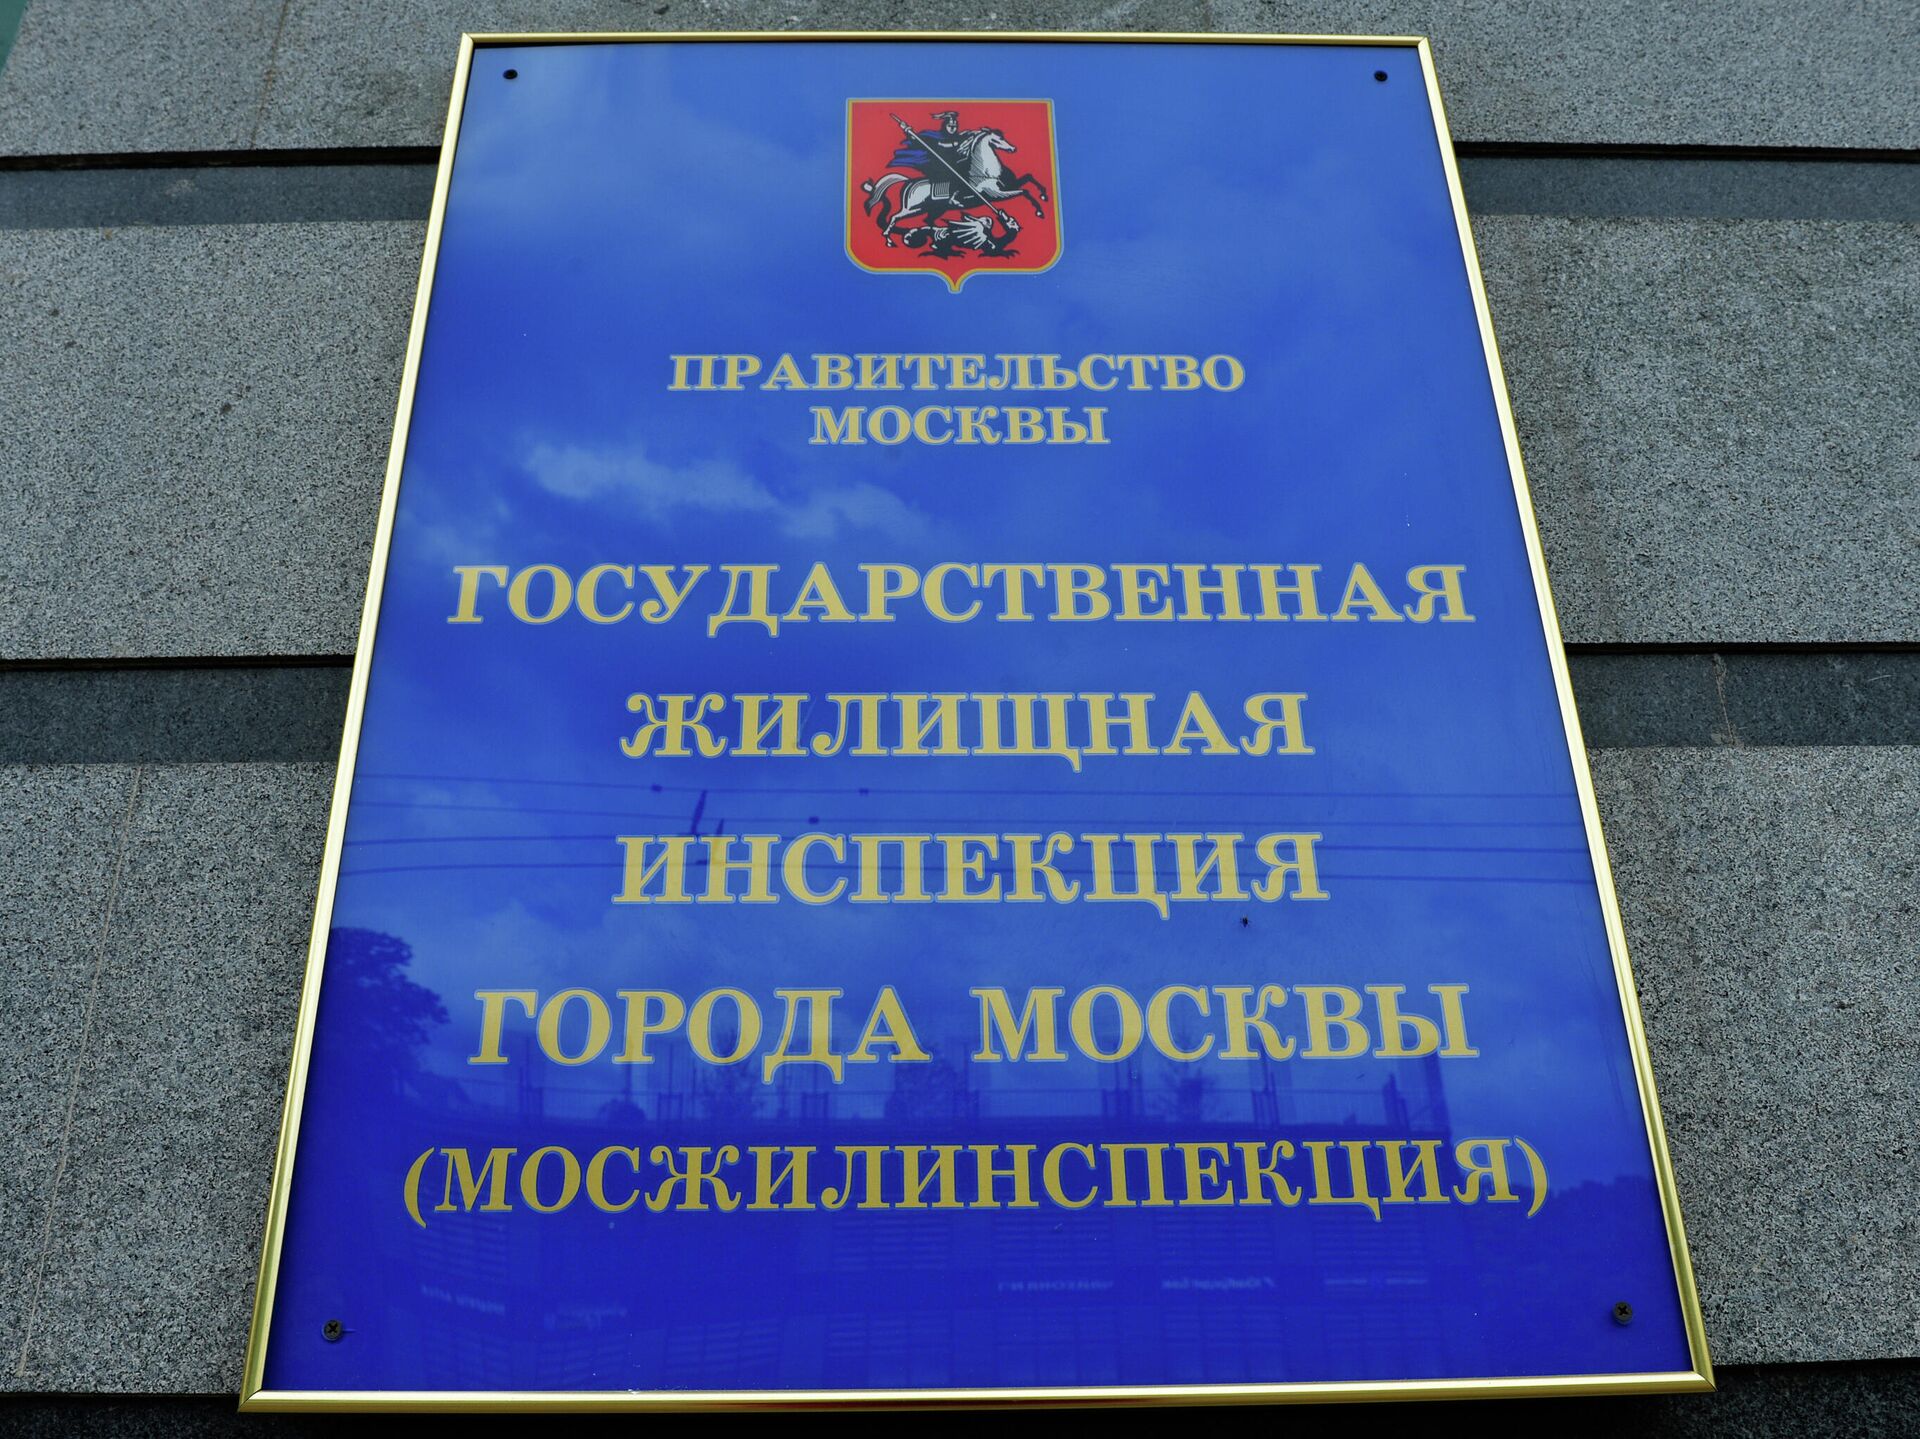 ПРАВИТЕЛЬСТВО
МОСКВЫ
ГОСУДАРСТВЕННАЯ
ЖИЛИЩНАЯ
ИНСПЕКЦИЯ
ГОРОДА МОСКВЫ
(МОСЖИЛИНСПЕКЦИЯ)